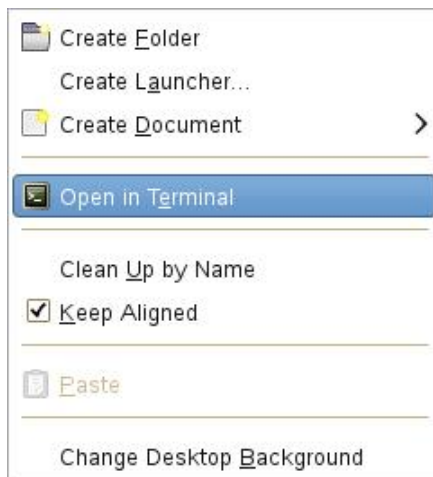 Create Folder
Create Launcher...
Create Document
Open in Terminal
Clean Up by Name
Keep Aligned
Paste
Change Desktop Background